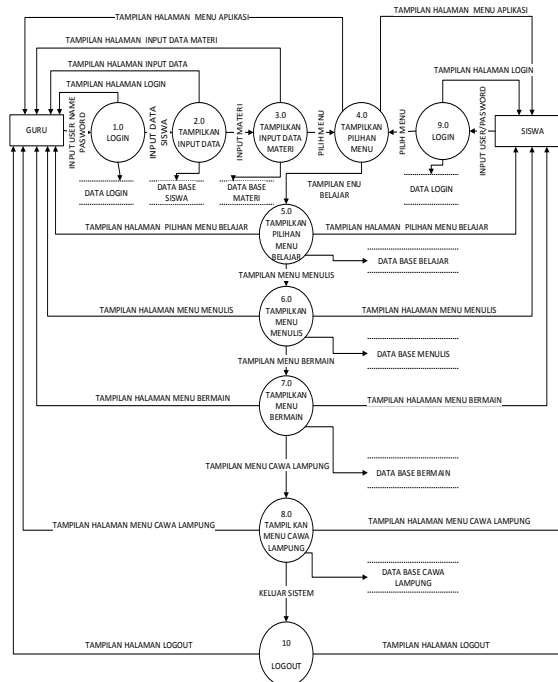 TAMPILAN HALAMAN MENU APLIKASI
TAMPILAN HALAMAN MENU APLIKASI
TAMPILAN HALAMAN INPUT DATA MATERI
TAMPILAN HALAMAN INPUT DATA
TAMPILAN HALAMAN LOGIN
TAMPILAN HALAMAN LOGIN
GURU
INPUT USER NAME
PASWORD
1.0
LOGIN
INPUT DATA
SISWA
2.0
TAMPILKAN
INPUT DATA
INPUT MATERI
3.0
TAMPILKAN
INPUT DATA
MATERI
PILIH MENU
4.0
TAMPILKAN
PILIHAN
MENU
PILIH MENU
9.0
LOGIN
INPUT USER/PASWORD
SISWA
DATA LOGIN
DATA BASE
SISWA
DATA BASE
MATERI
TAMPILAN ENU
BELAJAR
DATA LOGIN
5.0
TAMPILKAN
PILIHAN
MENU
BELAJAR
TAMPILAN HALAMAN PILIHAN MENU BELAJAR
TAMPILAN HALAMAN PILIHAN MENU BELAJAR
DATA BASE BELAJAR
TAMPILAN MENU MENULIS
6.0
TAMPILKAN
MENU
MENULIS
TAMPILAN HALAMAN MENU MENULIS
TAMPILAN HALAMAN MENU MENULIS
DATA BASE MENULIS
TAMPILAN MENU BERMAIN
7.0
TAMPILKAN
MENU
BERMAIN
TAMPILAN HALAMAN MENU BERMAIN
TAMPILAN HALAMAN MENU BERMAIN
DATA BASE BERMAIN
TAMPILAN MENU CAWA LAMPUNG
8.0
TAMPILKAN
MENU CAWA
LAMPUNG
TAMPILAN HALAMAN MENU CAWA LAMPUNG
TAMPILAN HALAMAN MENU CAWA LAMPUNG
DATA BASE CAWA
LAMPUNG
KELUAR SISTEM
10
LOGOUT
TAMPILAN HALAMAN LOGOUT
TAMPILAN HALAMAN LOGOUT